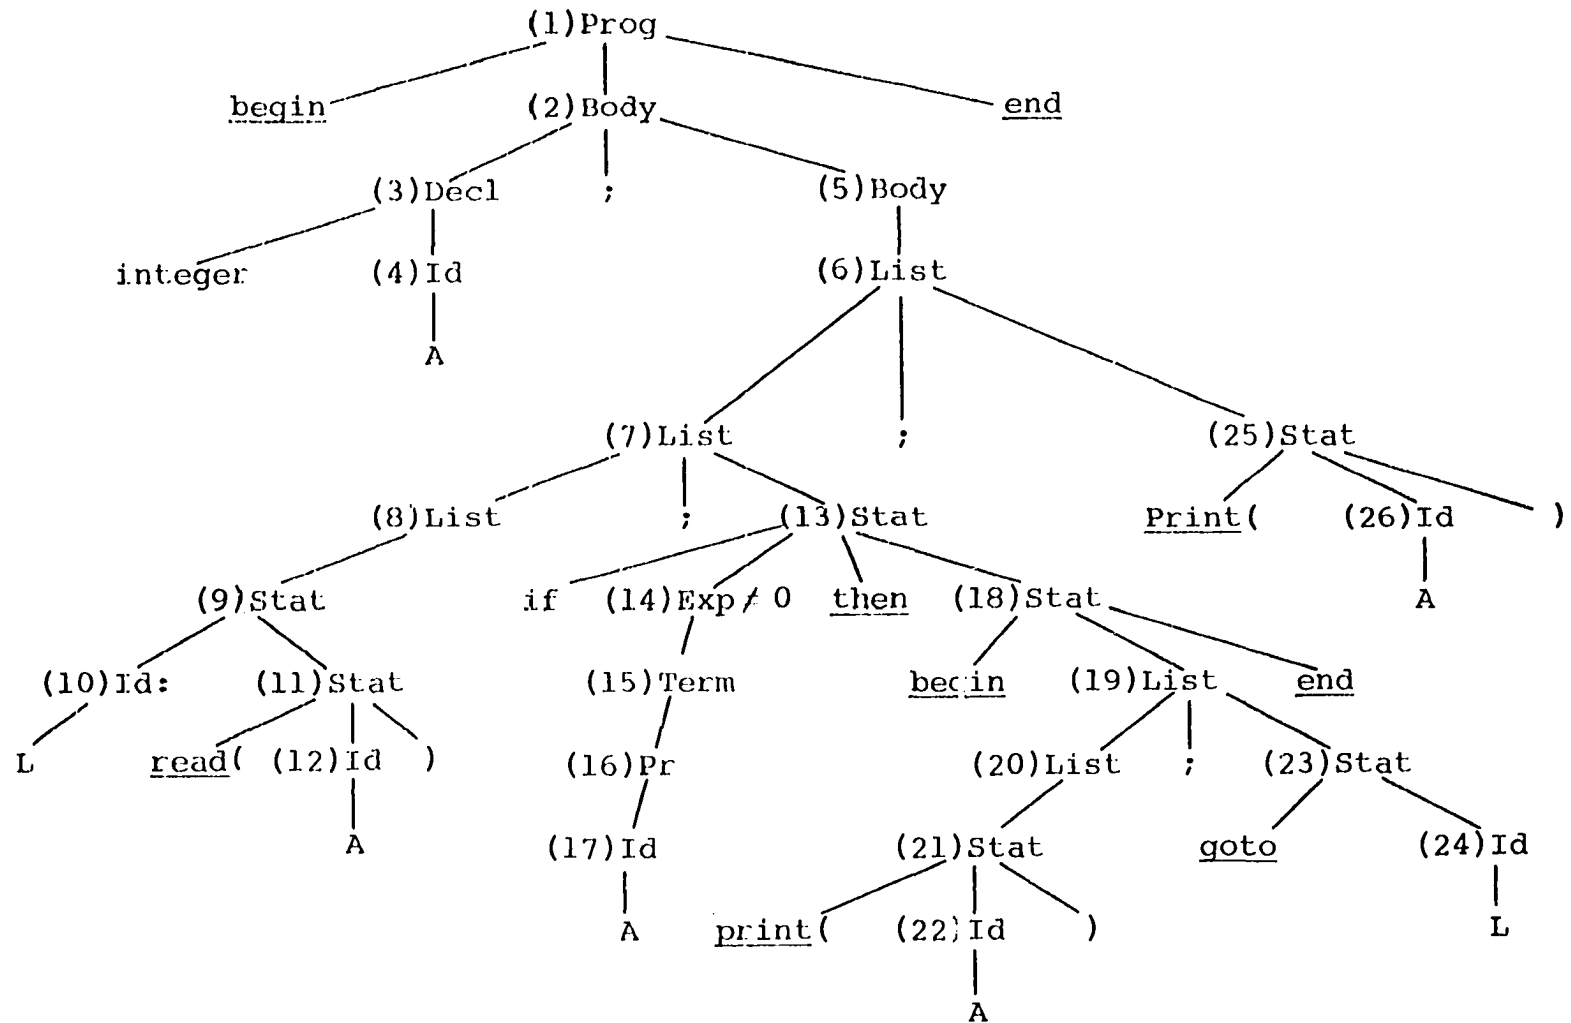 (1)Prog
begin (2)Body end
(3)Decl ; (5)Body
integer (4)Id (6)List
A
(7)List ; (25)Stat
(8)List ; (13)Stat Print( (26)Id )
(9)Stat if (14)Exp ≠ 0 then (18)Stat A
(10)Id: (11)Stat (15)Term begin (19)List end
L read( (12)Id ) (16)Pr (20)List ; (23)Stat
A (17)Id (21)Stat goto (24)Id
A print( (22)Id ) L
A